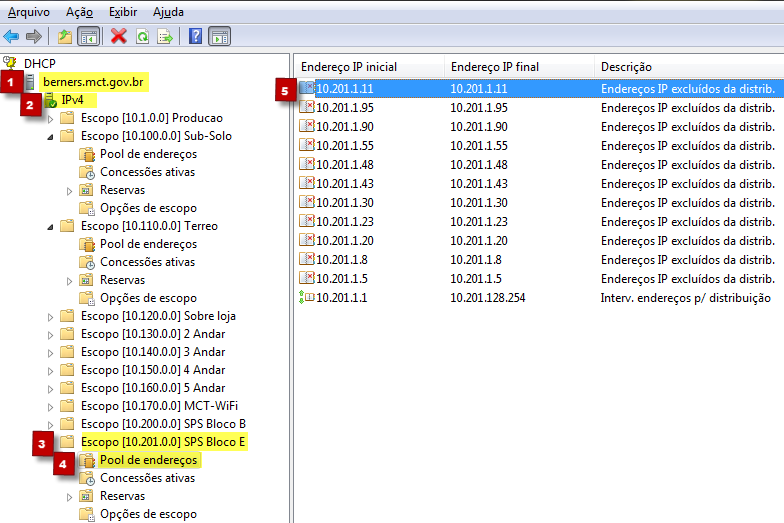 Arquivo Ação Exibir Ajuda
DHCP
1 berners.mct.gov.br
2 IPv4
Escopo [10.1.0.0] Producao
Escopo [10.100.0.0] Sub-Solo
Pool de endereços
Concessões ativas
Reservas
Opções de escopo
Escopo [10.110.0.0] Terreo
Pool de endereços
Concessões ativas
Reservas
Opções de escopo
Escopo [10.120.0.0] Sobre loja
Escopo [10.130.0.0] 2 Andar
Escopo [10.140.0.0] 3 Andar
Escopo [10.150.0.0] 4 Andar
Escopo [10.160.0.0] 5 Andar
Escopo [10.170.0.0] MCT-WiFi
Escopo [10.200.0.0] SPS Bloco B
3 Escopo [10.201.0.0] SPS Bloco E
4 Pool de endereços
Concessões ativas
Reservas
Opções de escopo
Endereço IP inicial Endereço IP final Descrição
5 10.201.1.11 10.201.1.11 Endereços IP excluídos da distrib.
10.201.1.95 10.201.1.95 Endereços IP excluídos da distrib.
10.201.1.90 10.201.1.90 Endereços IP excluídos da distrib.
10.201.1.55 10.201.1.55 Endereços IP excluídos da distrib.
10.201.1.48 10.201.1.48 Endereços IP excluídos da distrib.
10.201.1.43 10.201.1.43 Endereços IP excluídos da distrib.
10.201.1.30 10.201.1.30 Endereços IP excluídos da distrib.
10.201.1.23 10.201.1.23 Endereços IP excluídos da distrib.
10.201.1.20 10.201.1.20 Endereços IP excluídos da distrib.
10.201.1.8 10.201.1.8 Endereços IP excluídos da distrib.
10.201.1.5 10.201.1.5 Endereços IP excluídos da distrib.
10.201.1.1 10.201.128.254 Interv. endereços p/ distribuição